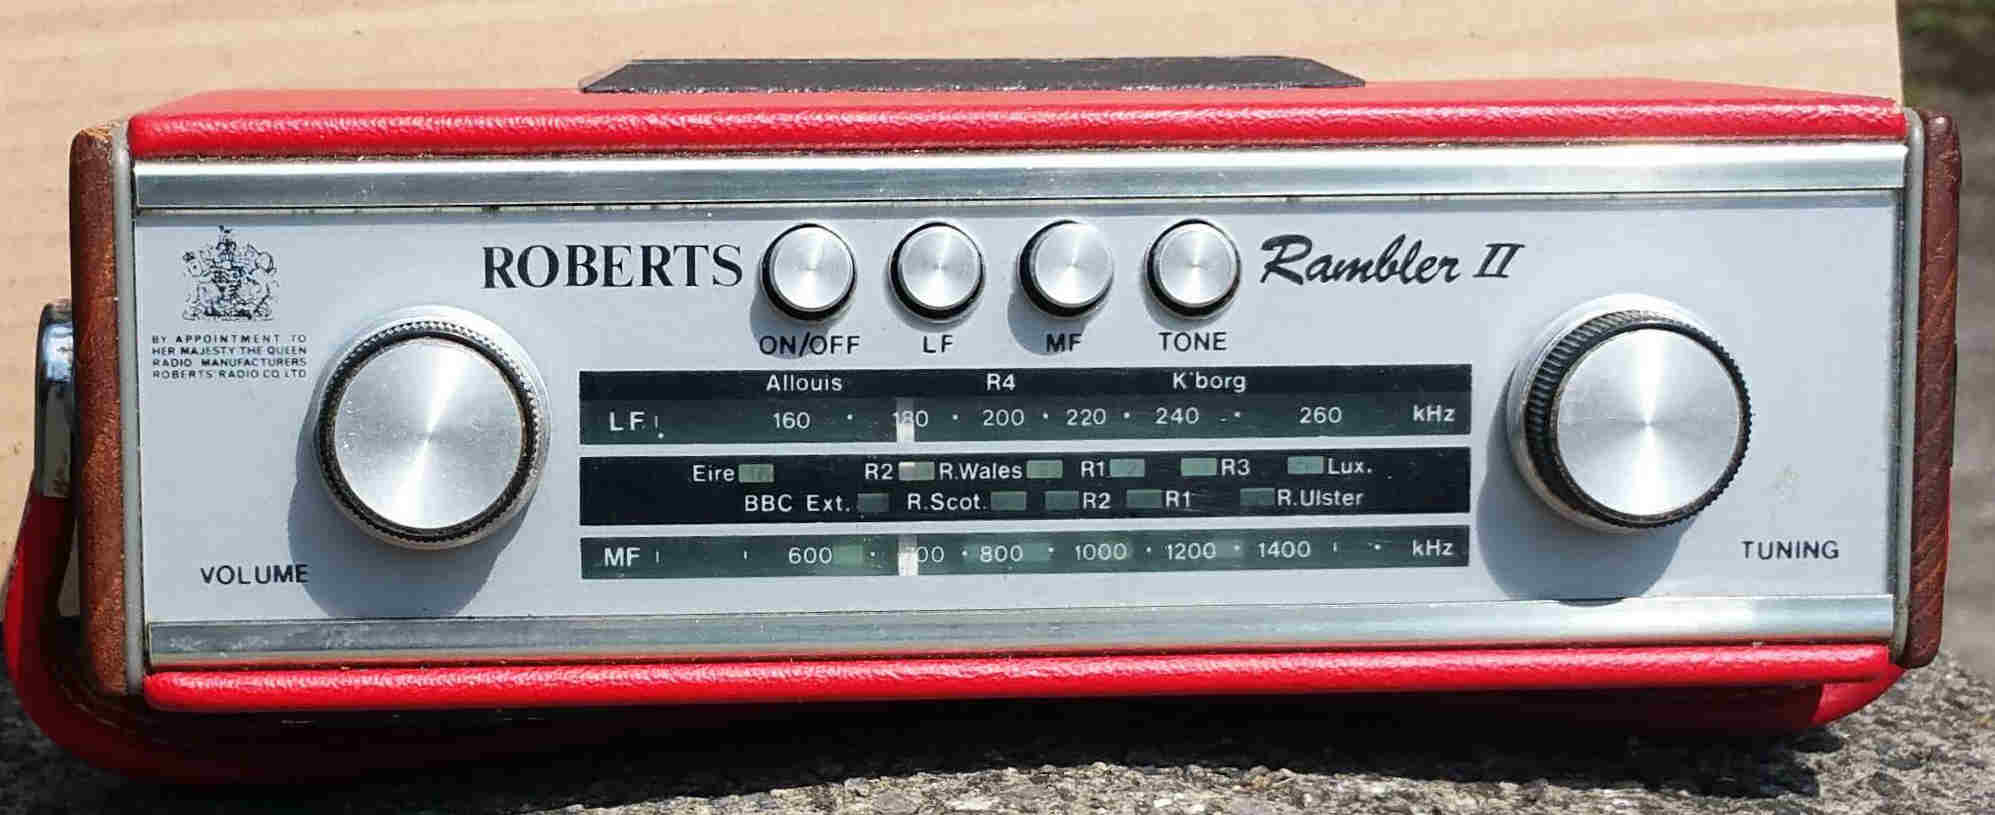 ROBERTS
Rambler II
BY APPOINTMENT TO
HER MAJESTY THE QUEEN
RADIO MANUFACTURERS
ROBERTS RADIO CO. LTD
ON/OFF LF MF TONE
Allouis R4 K'borg
LF 160 180 200 220 240 260 kHz
Eire R2 R.Wales R1 R3 Lux.
BBC Ext. R.Scot. R2 R1 R.Ulster
MF 600 700 800 1000 1200 1400 kHz
VOLUME
TUNING